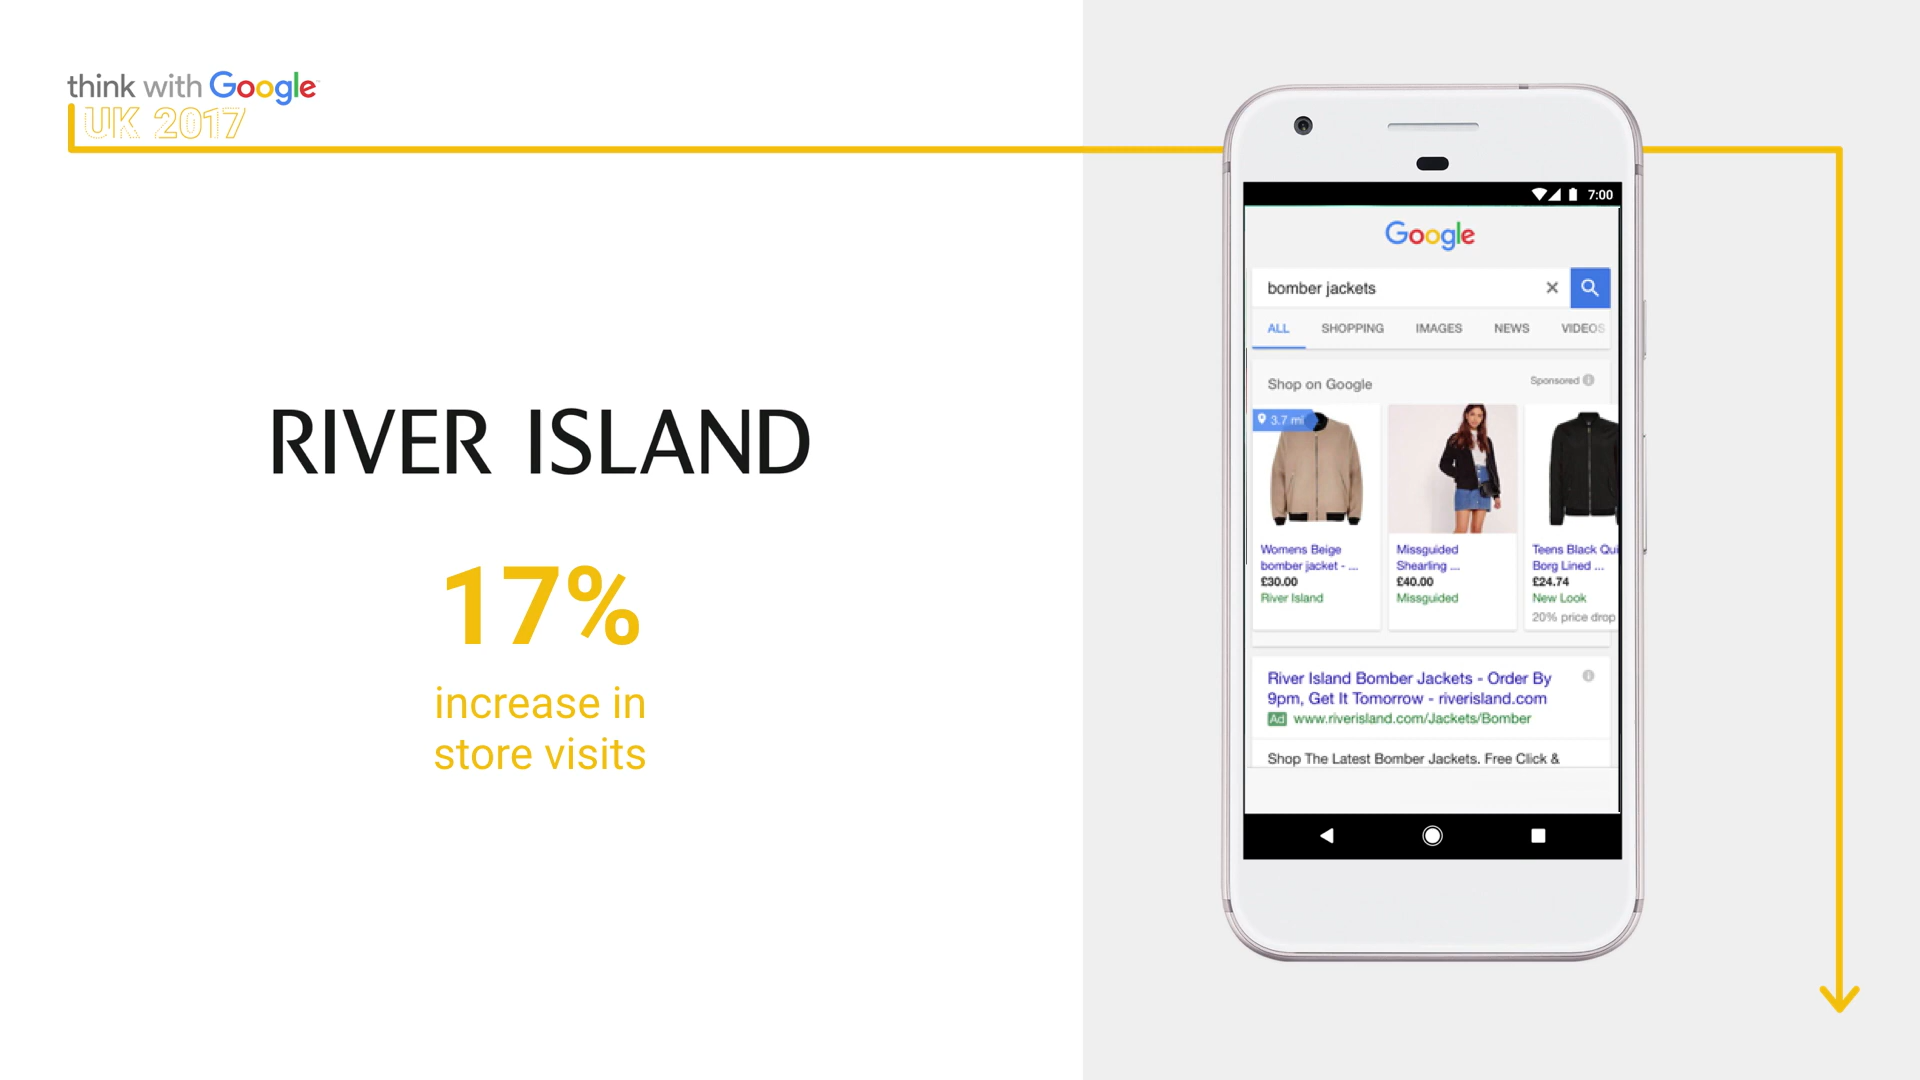 think with Google
UK 2017
RIVER ISLAND
17%
increase in
store visits
7:00
Google
bomber jackets
ALL SHOPPING IMAGES NEWS VIDEOS
Shop on Google Sponsored
3.7 mi
Womens Beige
bomber jacket - ...
£30.00
River Island
Missguided
Shearling ...
£40.00
Missguided
Teens Black Qui
Borg Lined ...
£24.74
New Look
20% price drop
River Island Bomber Jackets - Order By
9pm, Get It Tomorrow - riverisland.com
Ad www.riverisland.com/Jackets/Bomber
Shop The Latest Bomber Jackets. Free Click &